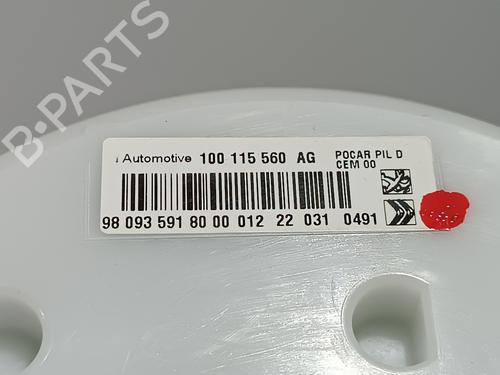 B-PARTS
Automotive 100 115 560 AG
POCAR PIL D
CEM 00
98 093 591 80 00 012 22 031 0491